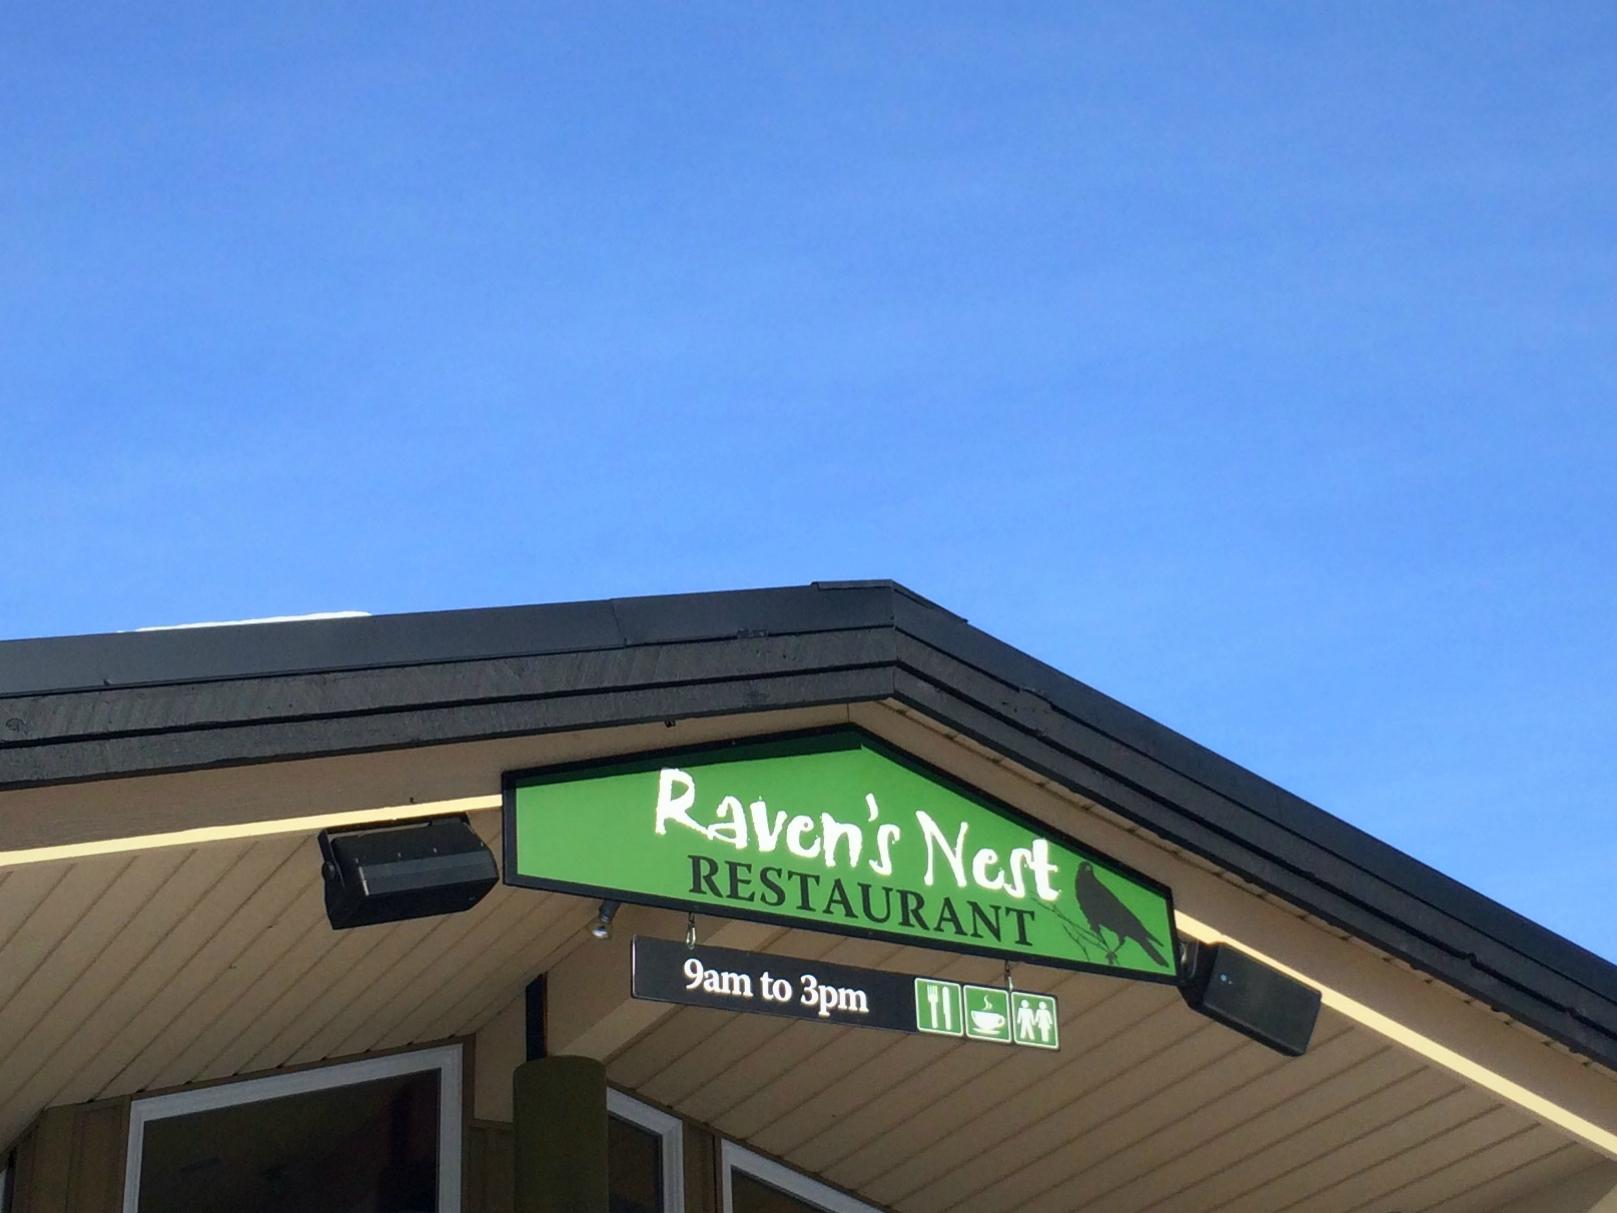 Raven's Nest
RESTAURANT
9am to 3pm